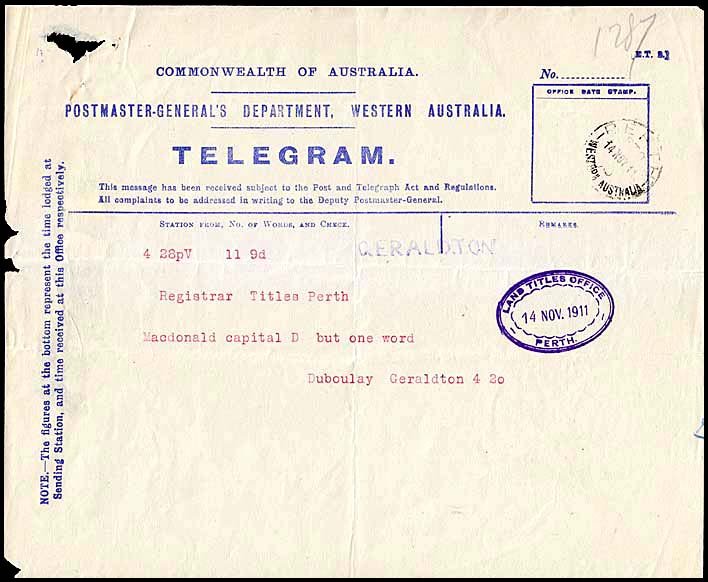 1287
E.T. 8.
COMMONWEALTH OF AUSTRALIA.
No.............
OFFICE DATE STAMP.
POSTMASTER-GENERAL'S DEPARTMENT, WESTERN AUSTRALIA.
PERTH
14 NOV 11
WESTERN AUSTRALIA
TELEGRAM.
This message has been received subject to the Post and Telegraph Act and Regulations.
All complaints to be addressed in writing to the Deputy Postmaster-General.
STATION FROM, NO. OF WORDS, AND CHECK.
REMARKS
4 28pV 11 9d
GERALDTON
Registrar Titles Perth
LAND TITLES OFFICE
14 NOV. 1911
PERTH.
Macdonald capital D but one word
Duboulay Geraldton 4 2o
NOTE.—The figures at the bottom represent the time lodged at
Sending Station, and time received at this Office respectively.